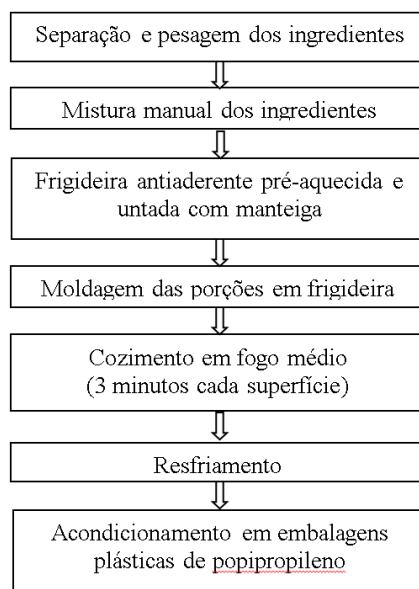 Separação e pesagem dos ingredientes
Mistura manual dos ingredientes
Frigideira antiaderente pré-aquecida e
untada com manteiga
Moldagem das porções em frigideira
Cozimento em fogo médio
(3 minutos cada superfície)
Resfriamento
Acondicionamento em embalagens
plásticas de popipropileno